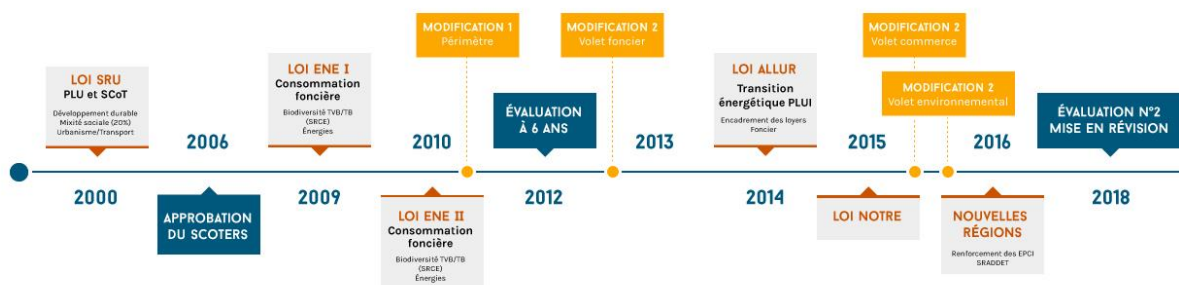 LOI SRU
PLU et SCoT
Développement durable
Mixité sociale (20%)
Urbanisme/Transport
2000
2006
APPROBATION
DU SCOTERS
LOI ENE I
Consommation
foncière
Biodiversité TVB/TB
(SRCE)
Énergies
2009
MODIFICATION 1
Périmètre
2010
LOI ENE II
Consommation
foncière
Biodiversité TVB/TB
(SRCE)
Énergies
ÉVALUATION
À 6 ANS
2012
MODIFICATION 2
Volet foncier
2013
LOI ALLUR
Transition
énergétique PLUI
Encadrement des loyers
Foncier
2014
2015
LOI NOTRE
MODIFICATION 2
Volet commerce
MODIFICATION 2
Volet environnemental
2016
NOUVELLES
RÉGIONS
Renforcement des EPCI
SRADDET
ÉVALUATION N°2
MISE EN RÉVISION
2018